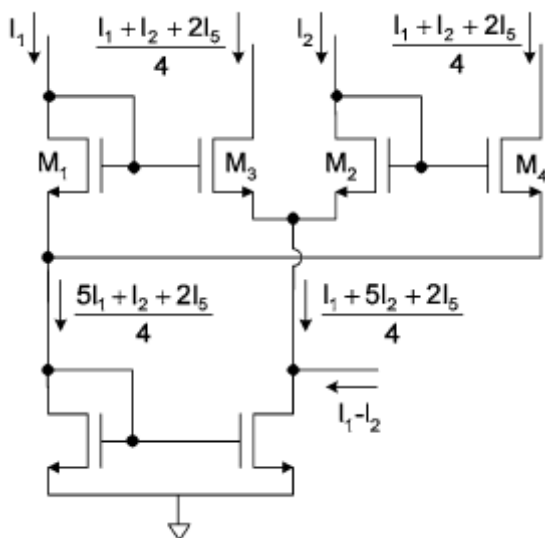 I₁
I₁ + I₂ + 2I₅
4
I₂
I₁ + I₂ + 2I₅
4
M₁
M₃
M₂
M₄
5I₁ + I₂ + 2I₅
4
I₁ + 5I₂ + 2I₅
4
I₁-I₂